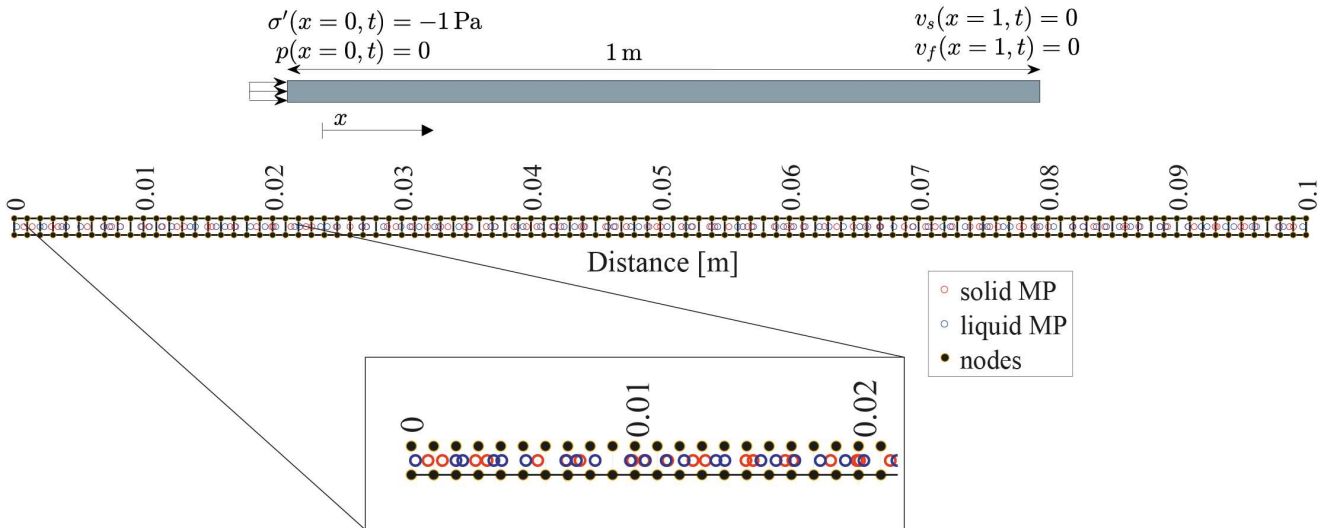 σ′(x = 0, t) = −1 Pa
p(x = 0, t) = 0
1 m
v_s(x = 1, t) = 0
v_f(x = 1, t) = 0
x
0
0.01
0.02
0.03
0.04
0.05
0.06
0.07
0.08
0.09
0.1
Distance [m]
solid MP
liquid MP
nodes
0
0.01
0.02